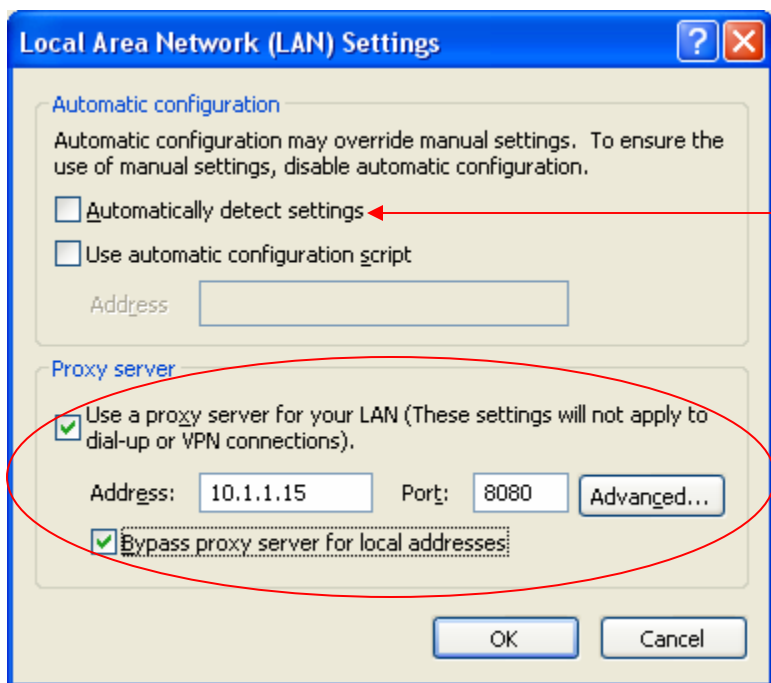 Local Area Network (LAN) Settings
Automatic configuration
Automatic configuration may override manual settings. To ensure the
use of manual settings, disable automatic configuration.
Automatically detect settings
Use automatic configuration script
Address
Proxy server
Use a proxy server for your LAN (These settings will not apply to
dial-up or VPN connections).
Address: 10.1.1.15 Port: 8080 Advanced...
Bypass proxy server for local addresses
OK Cancel